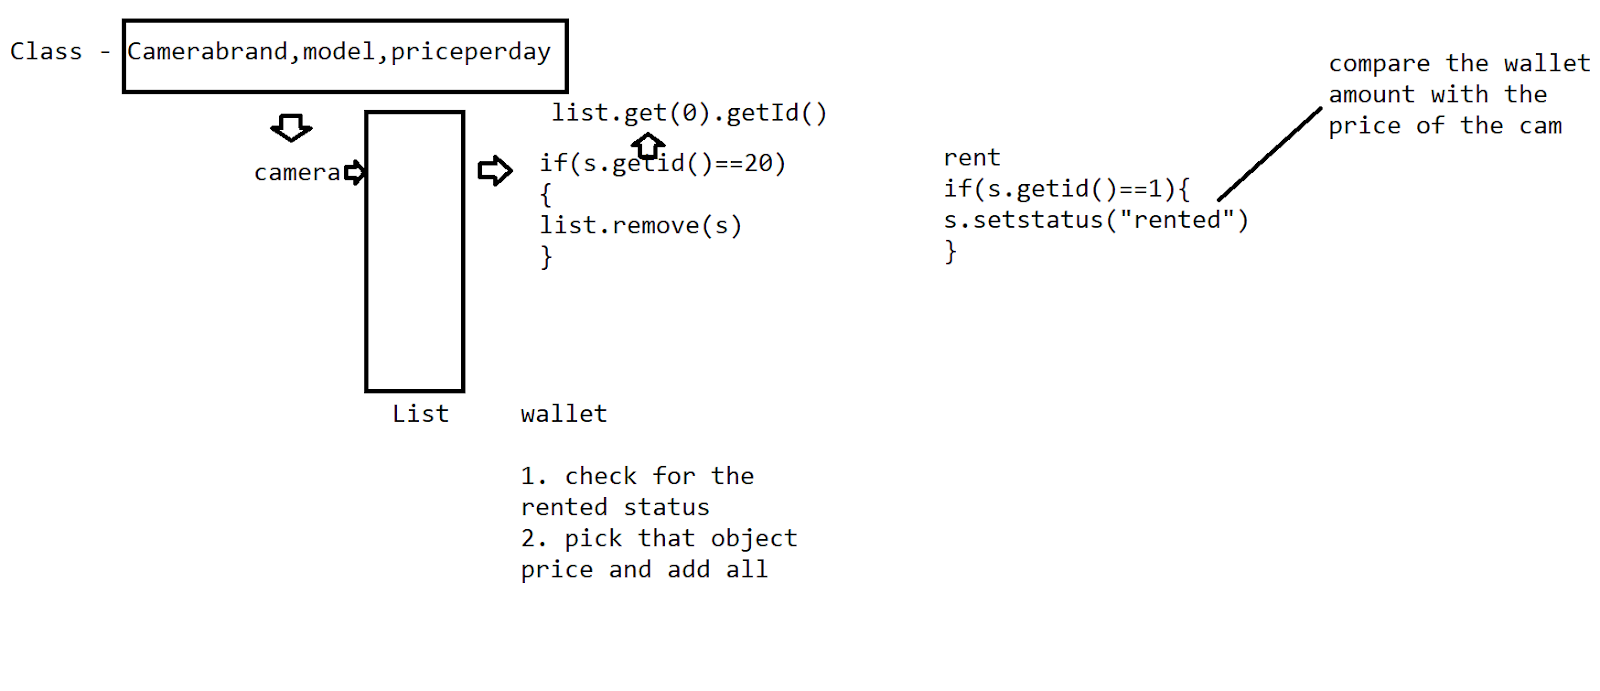 Class - Camerabrand,model,priceperday
compare the wallet
amount with the
price of the cam
list.get(0).getId()
camera
if(s.getid()==20)
{
list.remove(s)
}
rent
if(s.getid()==1){
s.setstatus("rented")
}
List
wallet
1. check for the
rented status
2. pick that object
price and add all